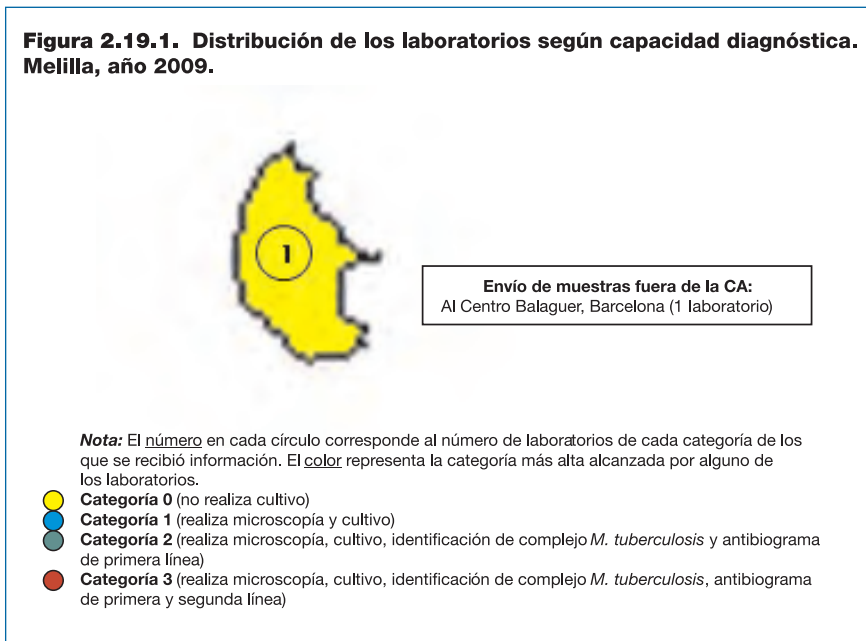 Figura 2.19.1. Distribución de los laboratorios según capacidad diagnóstica.
Melilla, año 2009.
1
Envío de muestras fuera de la CA:
Al Centro Balaguer, Barcelona (1 laboratorio)
Nota: El número en cada círculo corresponde al número de laboratorios de cada categoría de los
que se recibió información. El color representa la categoría más alta alcanzada por alguno de
los laboratorios.
Categoría 0 (no realiza cultivo)
Categoría 1 (realiza microscopía y cultivo)
Categoría 2 (realiza microscopía, cultivo, identificación de complejo M. tuberculosis y antibiograma
de primera línea)
Categoría 3 (realiza microscopía, cultivo, identificación de complejo M. tuberculosis, antibiograma
de primera y segunda línea)